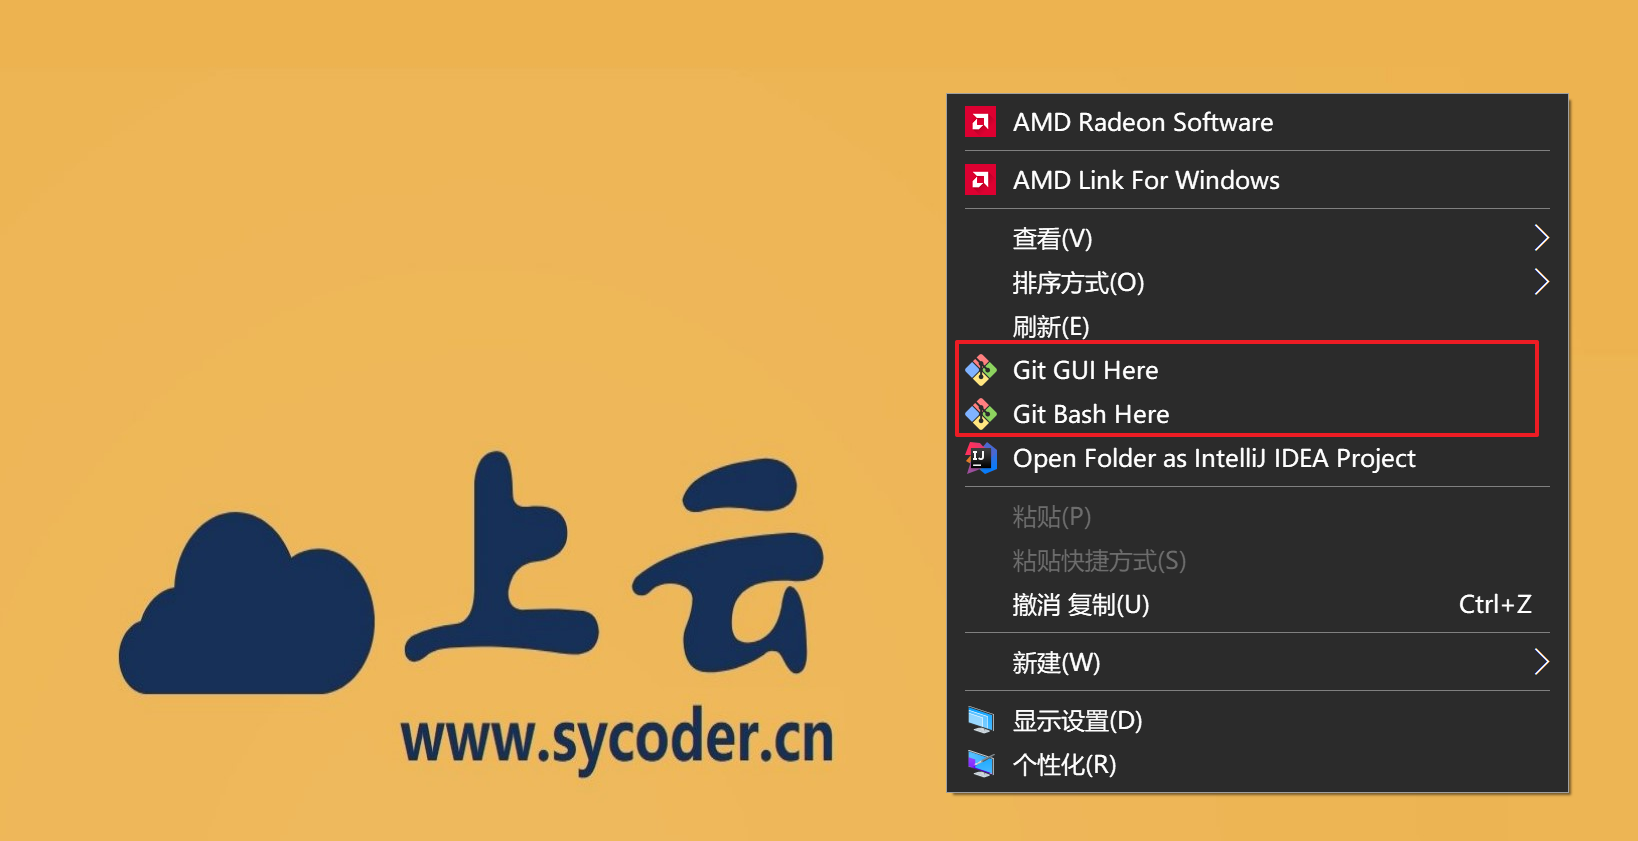 上云
www.sycoder.cn
AMD Radeon Software
AMD Link For Windows
查看(V)
排序方式(O)
刷新(E)
Git GUI Here
Git Bash Here
IJ Open Folder as IntelliJ IDEA Project
粘贴(P)
粘贴快捷方式(S)
撤消 复制(U) Ctrl+Z
新建(W)
显示设置(D)
个性化(R)